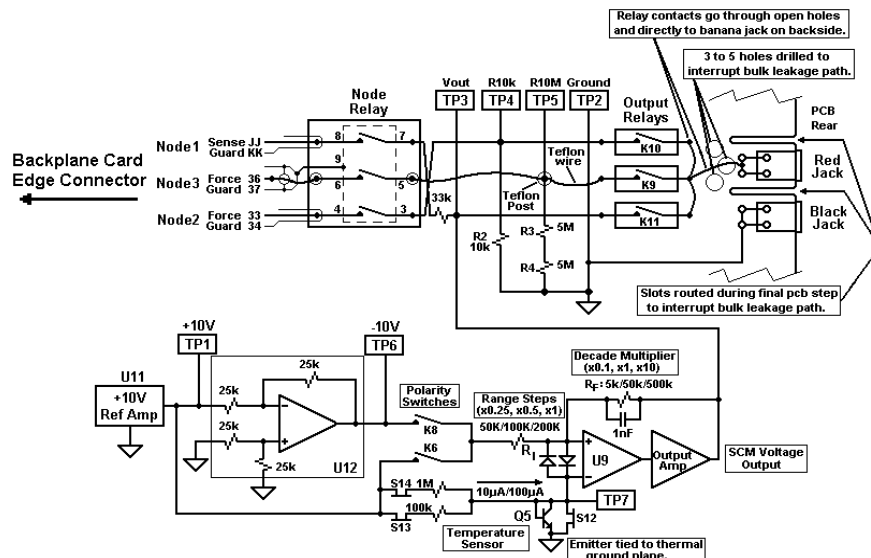 Relay contacts go through open holes
and directly to banana jack on backside.
3 to 5 holes drilled to
interrupt bulk leakage path.
Vout R10k R10M Ground
TP3 TP4 TP5 TP2
Node
Relay
Output
Relays
PCB
Rear
Node1 Sense JJ
Guard KK
8 7
K10
Teflon
wire
9
Backplane Card
Edge Connector
Node3 Force 36
Guard 37
6 5
K9
Red
Jack
Teflon
Post
33k
Node2 Force 33
Guard 34
4 3
K11
Black
Jack
R2
10k
R3 5M
R4 5M
Slots routed during final pcb step
to interrupt bulk leakage path.
+10V
TP1
-10V
TP6
Decade Multiplier
(x0.1, x1, x10)
RF: 5k/50k/500k
1nF
U11
+10V
Ref Amp
25k
25k
25k
25k
U12
Polarity
Switches
K8
K6
Range Steps
(x0.25, x0.5, x1)
50K/100K/200K
RI
U9
Output
Amp
SCM Voltage
Output
S14 1M
10µA/100µA
100k
S13
TP7
Q5
S12
Temperature
Sensor
Emitter tied to thermal
ground plane.